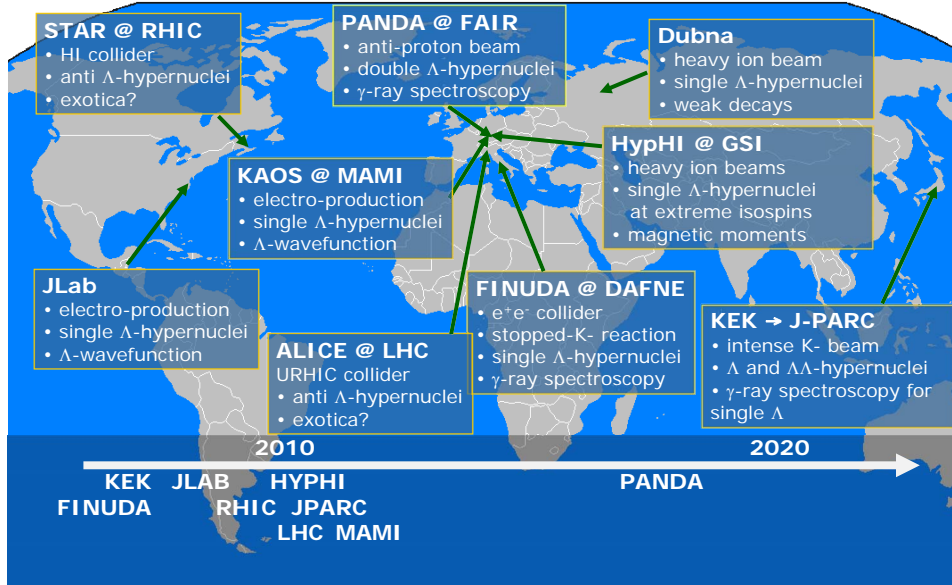 STAR @ RHIC
• HI collider
• anti Λ-hypernuclei
• exotica?
PANDA @ FAIR
• anti-proton beam
• double Λ-hypernuclei
• γ-ray spectroscopy
Dubna
• heavy ion beam
• single Λ-hypernuclei
• weak decays
HypHI @ GSI
• heavy ion beams
• single Λ-hypernuclei
at extreme isospins
• magnetic moments
KAOS @ MAMI
• electro-production
• single Λ-hypernuclei
• Λ-wavefunction
JLab
• electro-production
• single Λ-hypernuclei
• Λ-wavefunction
FINUDA @ DAFNE
• e⁺e⁻ collider
• stopped-K- reaction
• single Λ-hypernuclei
• γ-ray spectroscopy
KEK → J-PARC
• intense K- beam
• Λ and ΛΛ-hypernuclei
• γ-ray spectroscopy for
single Λ
ALICE @ LHC
URHIC collider
• anti Λ-hypernuclei
• exotica?
2010 2020
KEK JLAB HYPHI PANDA
FINUDA RHIC JPARC
LHC MAMI